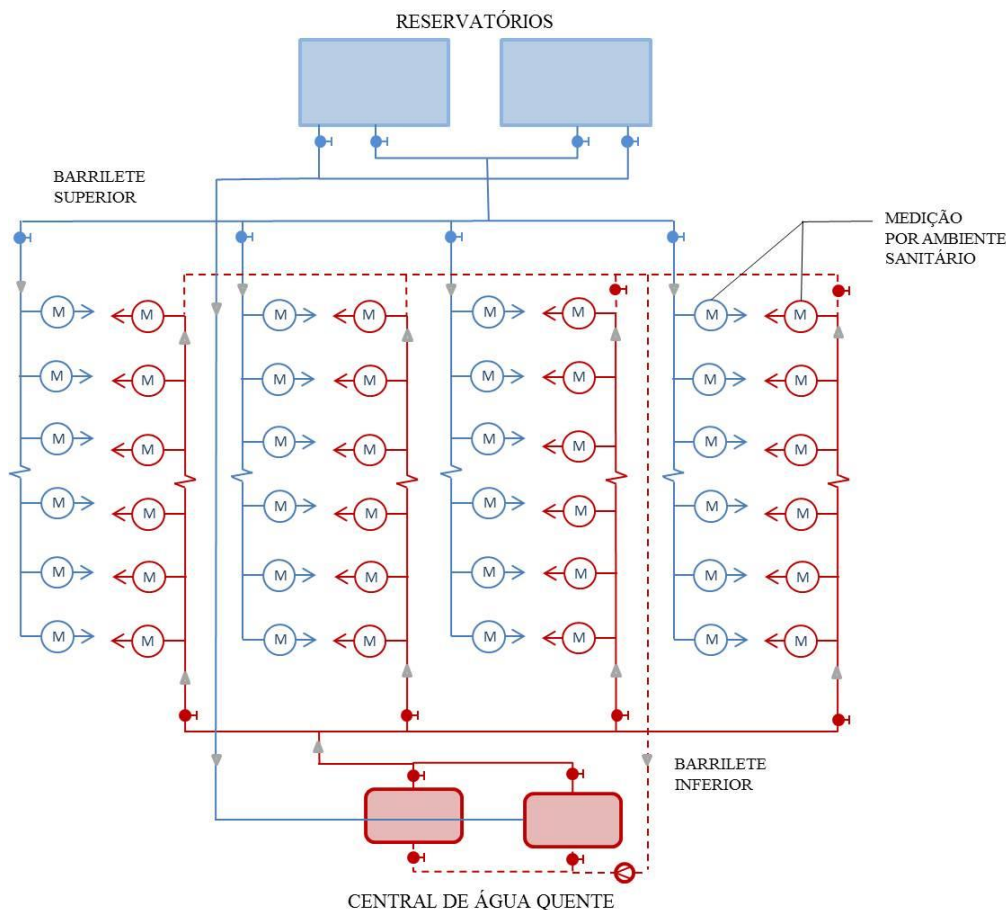 RESERVATÓRIOS
BARRILETE
SUPERIOR
MEDIÇÃO
POR AMBIENTE
SANITÁRIO
M M M M M M M M
M M M M M M M M
M M M M M M M M
M M M M M M M M
M M M M M M M M
M M M M M M M M
BARRILETE
INFERIOR
CENTRAL DE ÁGUA QUENTE